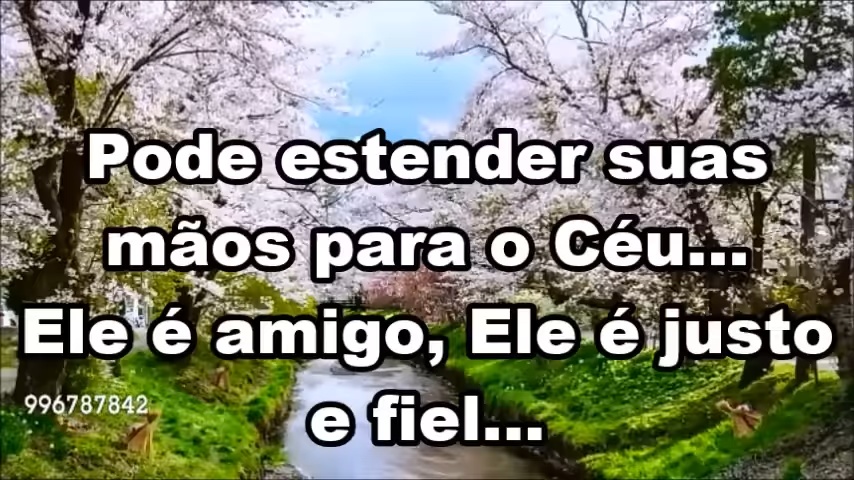 Pode estender suas
mãos para o Céu...
Ele é amigo, Ele é justo
e fiel...
996787842